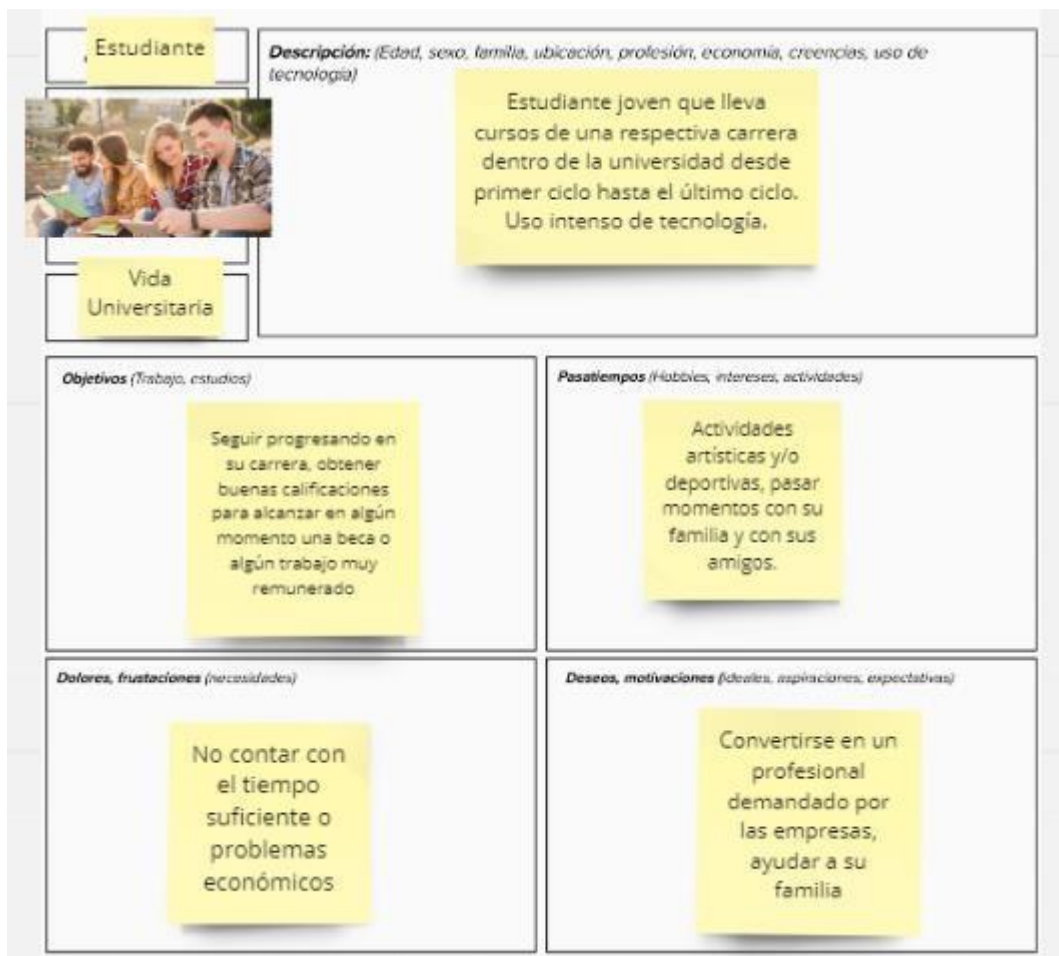 Estudiante
Descripción: (Edad, sexo, familia, ubicación, profesión, economía, creencias, uso de
tecnología)
Estudiante joven que lleva
cursos de una respectiva carrera
dentro de la universidad desde
primer ciclo hasta el último ciclo.
Uso intenso de tecnología.
Vida
Universitaria
Objetivos (Trabajo, estudios)
Seguir progresando en
su carrera, obtener
buenas calificaciones
para alcanzar en algún
momento una beca o
algún trabajo muy
remunerado
Pasatiempos (Hobbies, intereses, actividades)
Actividades
artísticas y/o
deportivas, pasar
momentos con su
familia y con sus
amigos.
Dolores, frustaciones (necesidades)
No contar con
el tiempo
suficiente o
problemas
económicos
Deseos, motivaciones (ideales, aspiraciones, expectativas)
Convertirse en un
profesional
demandado por
las empresas,
ayudar a su
familia